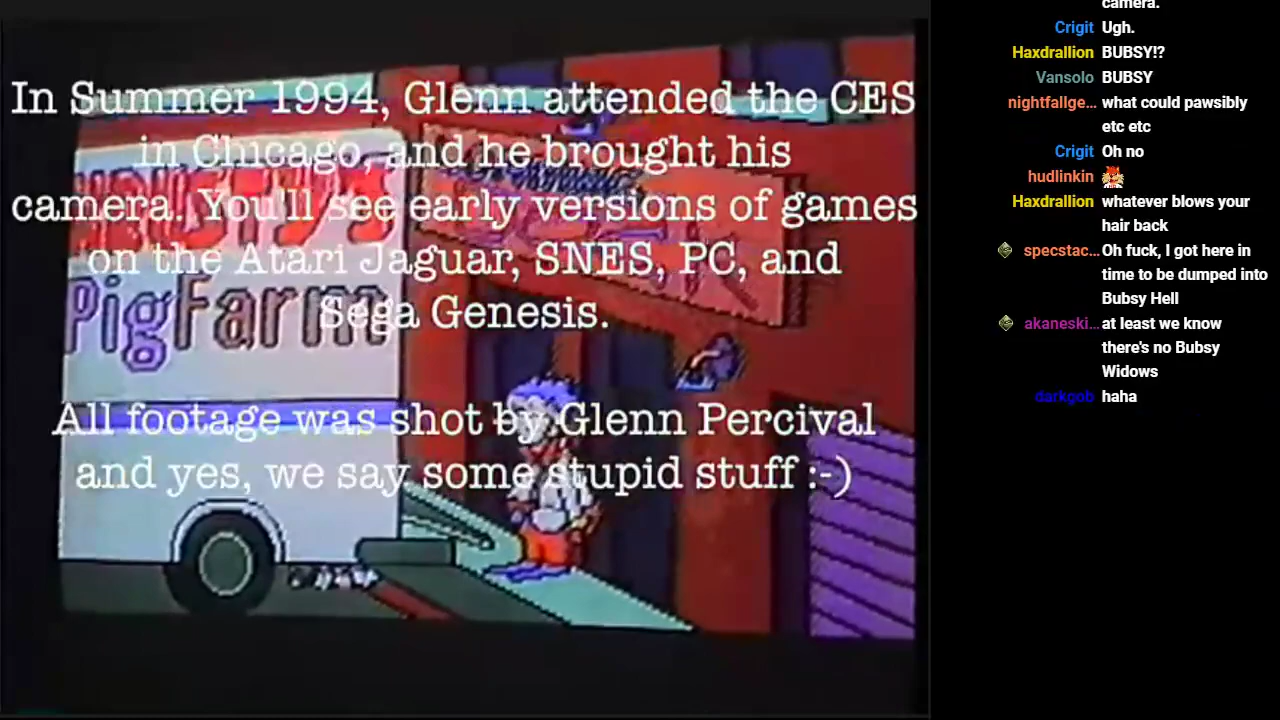 In Summer 1994, Glenn attended the CES
in Chicago, and he brought his
camera. You'll see early versions of games
on the Atari Jaguar, SNES, PC, and
Sega Genesis.
All footage was shot by Glenn Percival
and yes, we say some stupid stuff :-)
KRUSTY'S
PigFarm
camera.
Crigit Ugh.
Haxdrallion BUBSY!?
Vansolo BUBSY
nightfallge... what could pawsibly
etc etc
Crigit Oh no
hudlinkin
Haxdrallion whatever blows your
hair back
specstac... Oh fuck, I got here in
time to be dumped into
Bubsy Hell
akaneski... at least we know
there's no Bubsy
Widows
darkgob haha